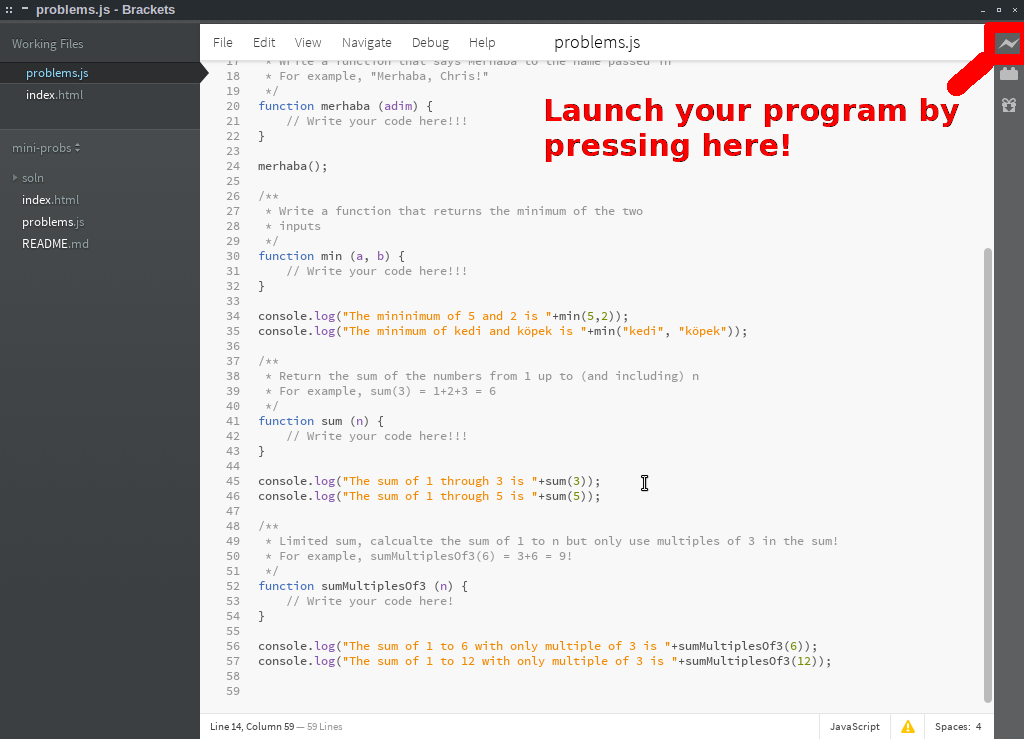 problems.js - Brackets
Working Files
problems.js
index.html
mini-probs
soln
index.html
problems.js
README.md
File Edit View Navigate Debug Help problems.js
17 * Write a function that says Merhaba to the name passed in
18 * For example, "Merhaba, Chris!"
19 */
20 function merhaba (adim) {
21 // Write your code here!!!
22 }
23
24 merhaba();
25
26 /**
27 * Write a function that returns the minimum of the two
28 * inputs
29 */
30 function min (a, b) {
31 // Write your code here!!!
32 }
33
34 console.log("The mininimum of 5 and 2 is "+min(5,2));
35 console.log("The minimum of kedi and köpek is "+min("kedi", "köpek"));
36
37 /**
38 * Return the sum of the numbers from 1 up to (and including) n
39 * For example, sum(3) = 1+2+3 = 6
40 */
41 function sum (n) {
42 // Write your code here!!!
43 }
44
45 console.log("The sum of 1 through 3 is "+sum(3));
46 console.log("The sum of 1 through 5 is "+sum(5));
47
48 /**
49 * Limited sum, calcualte the sum of 1 to n but only use multiples of 3 in the sum!
50 * For example, sumMultiplesOf3(6) = 3+6 = 9!
51 */
52 function sumMultiplesOf3 (n) {
53 // Write your code here!
54 }
55
56 console.log("The sum of 1 to 6 with only multiple of 3 is "+sumMultiplesOf3(6));
57 console.log("The sum of 1 to 12 with only multiple of 3 is "+sumMultiplesOf3(12));
58
59
Launch your program by
pressing here!
Line 14, Column 59 — 59 Lines
JavaScript Spaces: 4